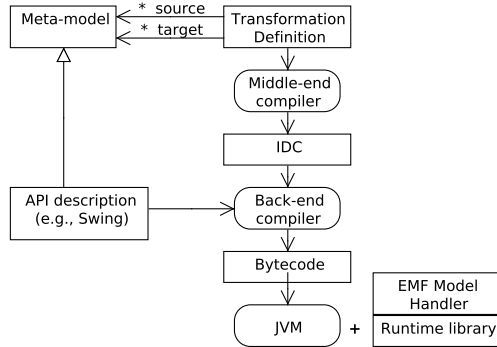 Meta-model
* source
* target
Transformation
Definition
Middle-end
compiler
IDC
API description
(e.g., Swing)
Back-end
compiler
Bytecode
JVM
+
EMF Model
Handler
Runtime library